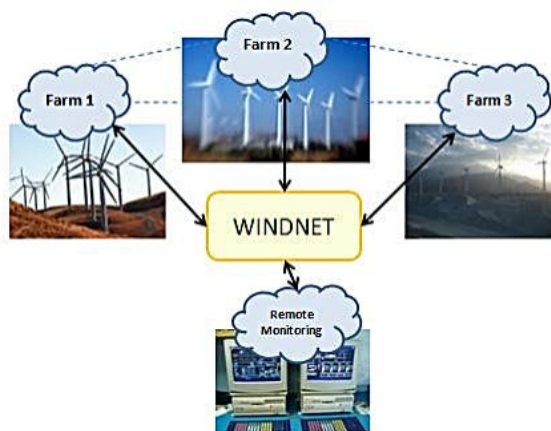 Farm 2
Farm 1
Farm 3
WINDNET
Remote
Monitoring